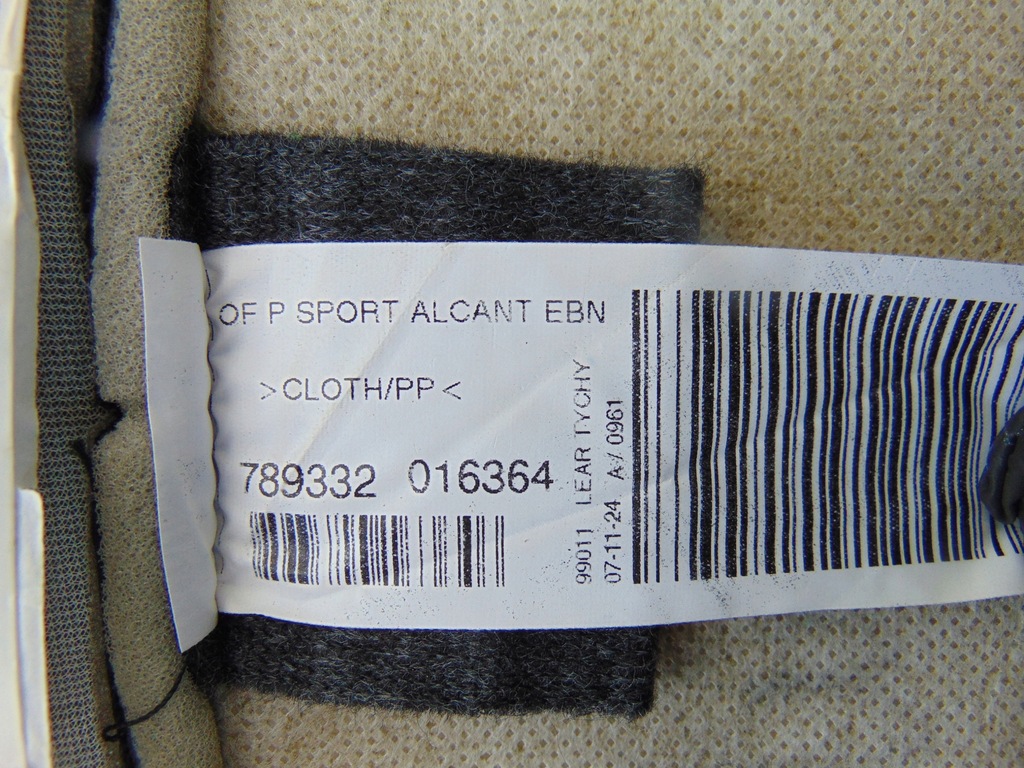 OF P SPORT ALCANT EBN
>CLOTH/PP<
789332 016364
99011 LEAR TYCHY
07-11-24 A-/ 0961